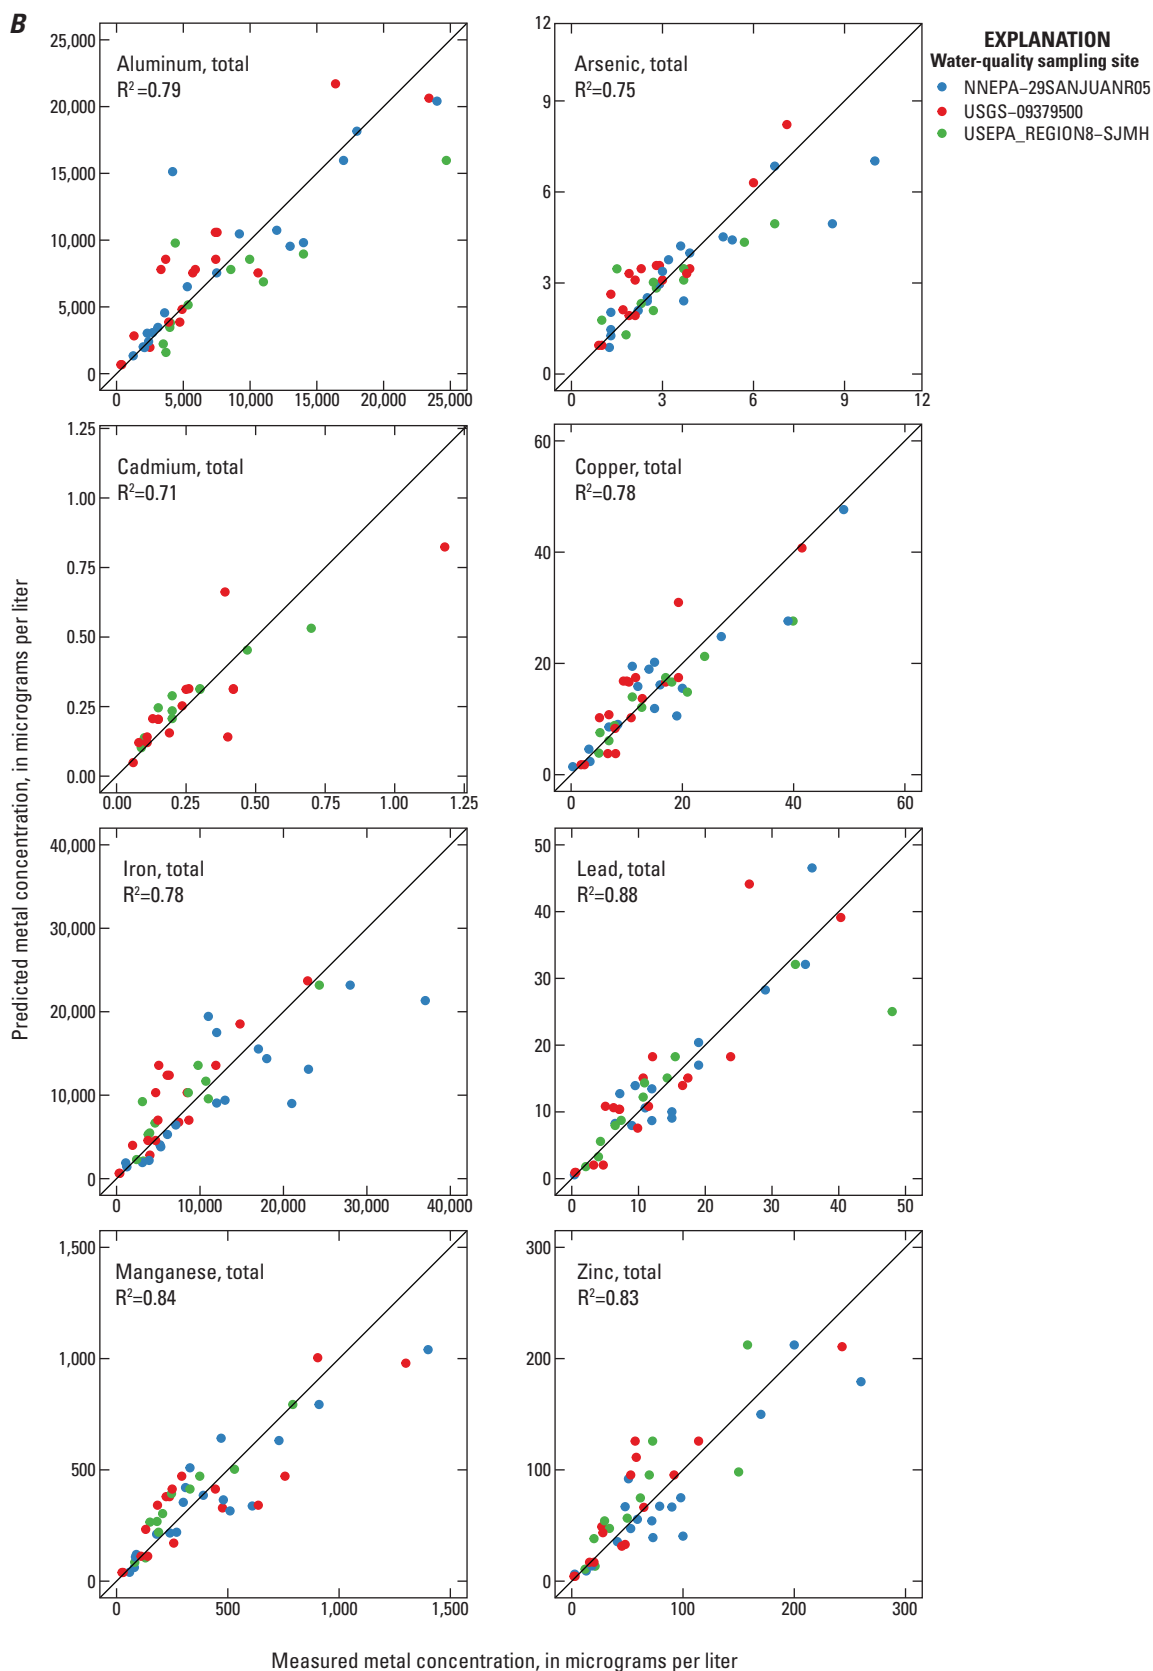 B
EXPLANATION
Water-quality sampling site
NNEPA–29SANJUANR05
USGS–09379500
USEPA_REGION8–SJMH
Predicted metal concentration, in micrograms per liter
Aluminum, total
R²=0.79
25,000
20,000
15,000
10,000
5,000
0
0 5,000 10,000 15,000 20,000 25,000
Arsenic, total
R²=0.75
12
9
6
3
0
0 3 6 9 12
Cadmium, total
R²=0.71
1.25
1.00
0.75
0.50
0.25
0.00
0.00 0.25 0.50 0.75 1.00 1.25
Copper, total
R²=0.78
60
40
20
0
0 20 40 60
Iron, total
R²=0.78
40,000
30,000
20,000
10,000
0
0 10,000 20,000 30,000 40,000
Lead, total
R²=0.88
50
40
30
20
10
0
0 10 20 30 40 50
Manganese, total
R²=0.84
1,500
1,000
500
0
0 500 1,000 1,500
Zinc, total
R²=0.83
300
200
100
0
0 100 200 300
Measured metal concentration, in micrograms per liter